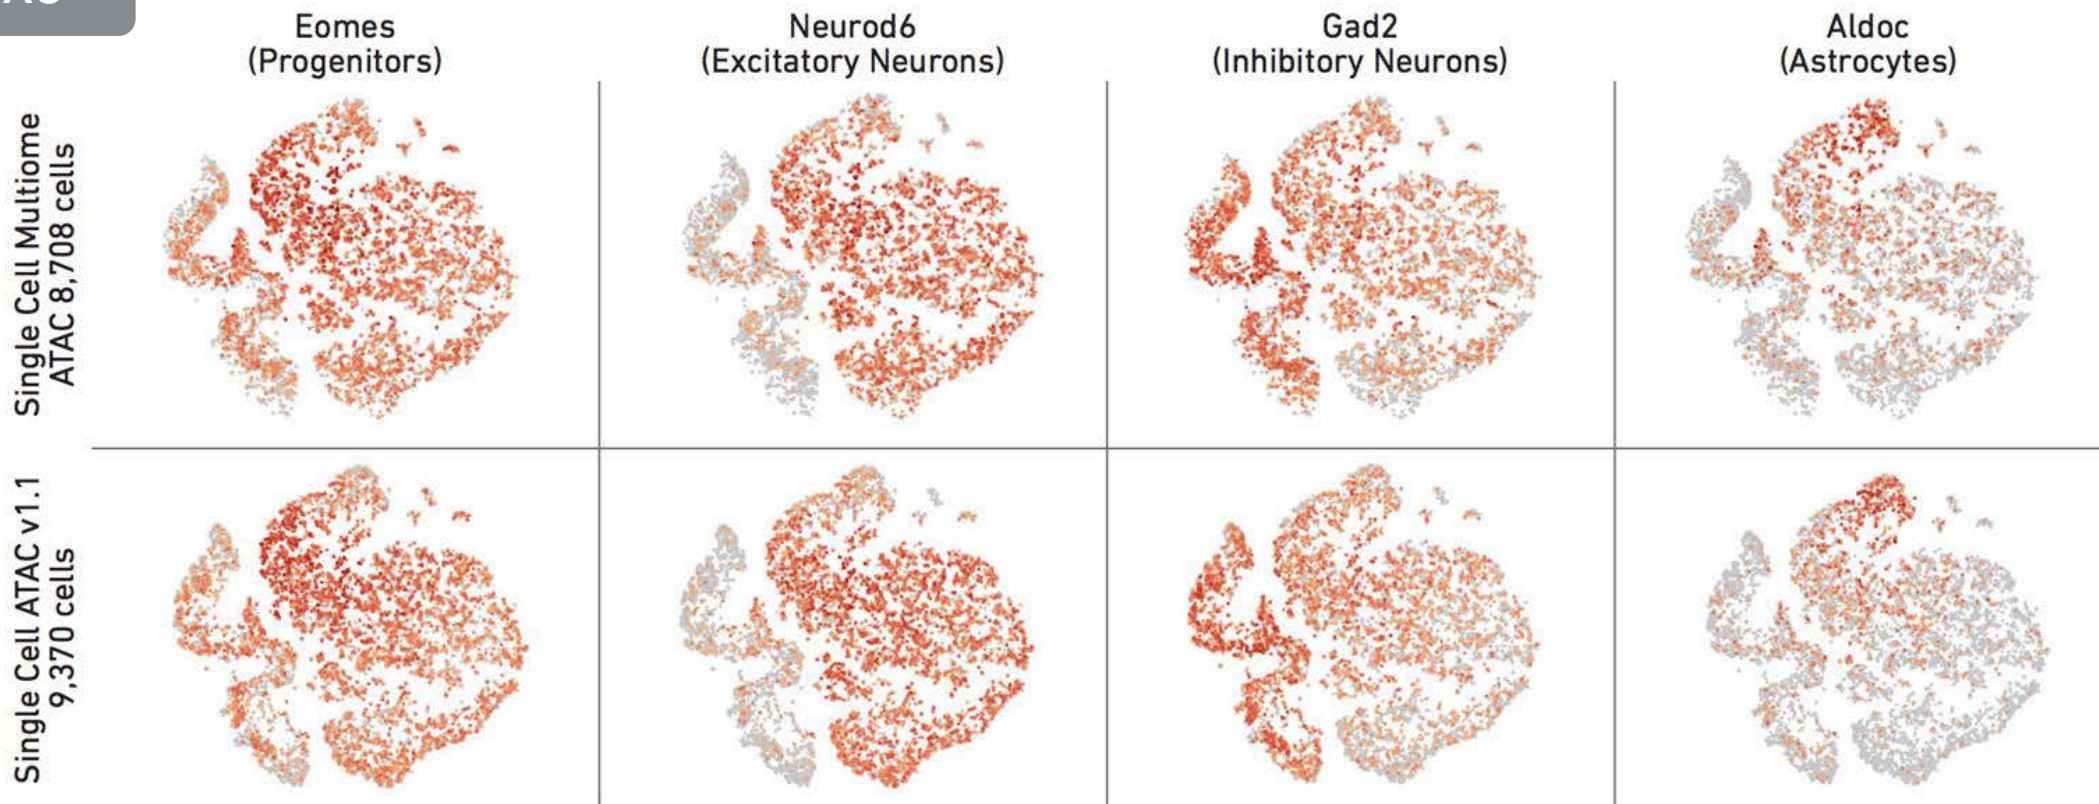 Eomes
(Progenitors)
Neurod6
(Excitatory Neurons)
Gad2
(Inhibitory Neurons)
Aldoc
(Astrocytes)
Single Cell Multiome
ATAC 8,708 cells
Single Cell ATAC v1.1
9,370 cells